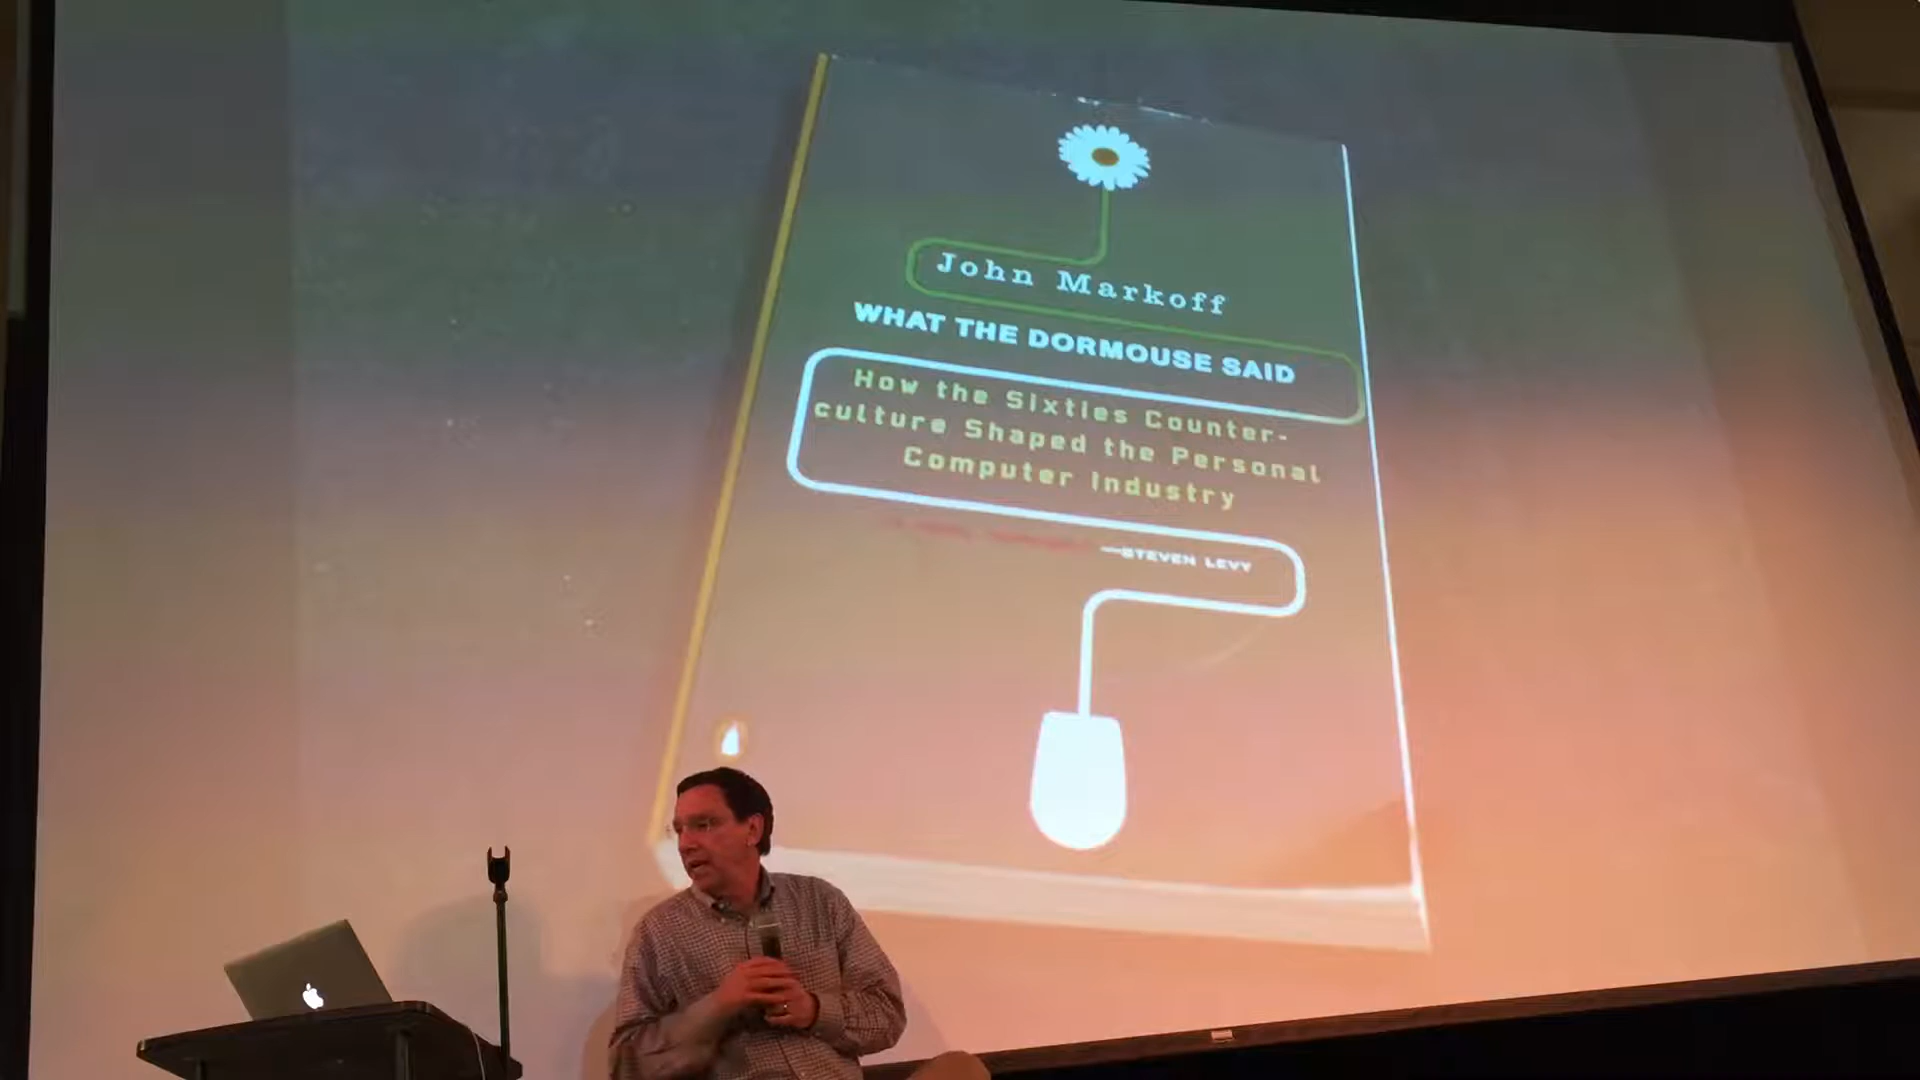 John Markoff
WHAT THE DORMOUSE SAID
How the Sixties Counter-
culture Shaped the Personal
Computer Industry
—STEVEN LEVY